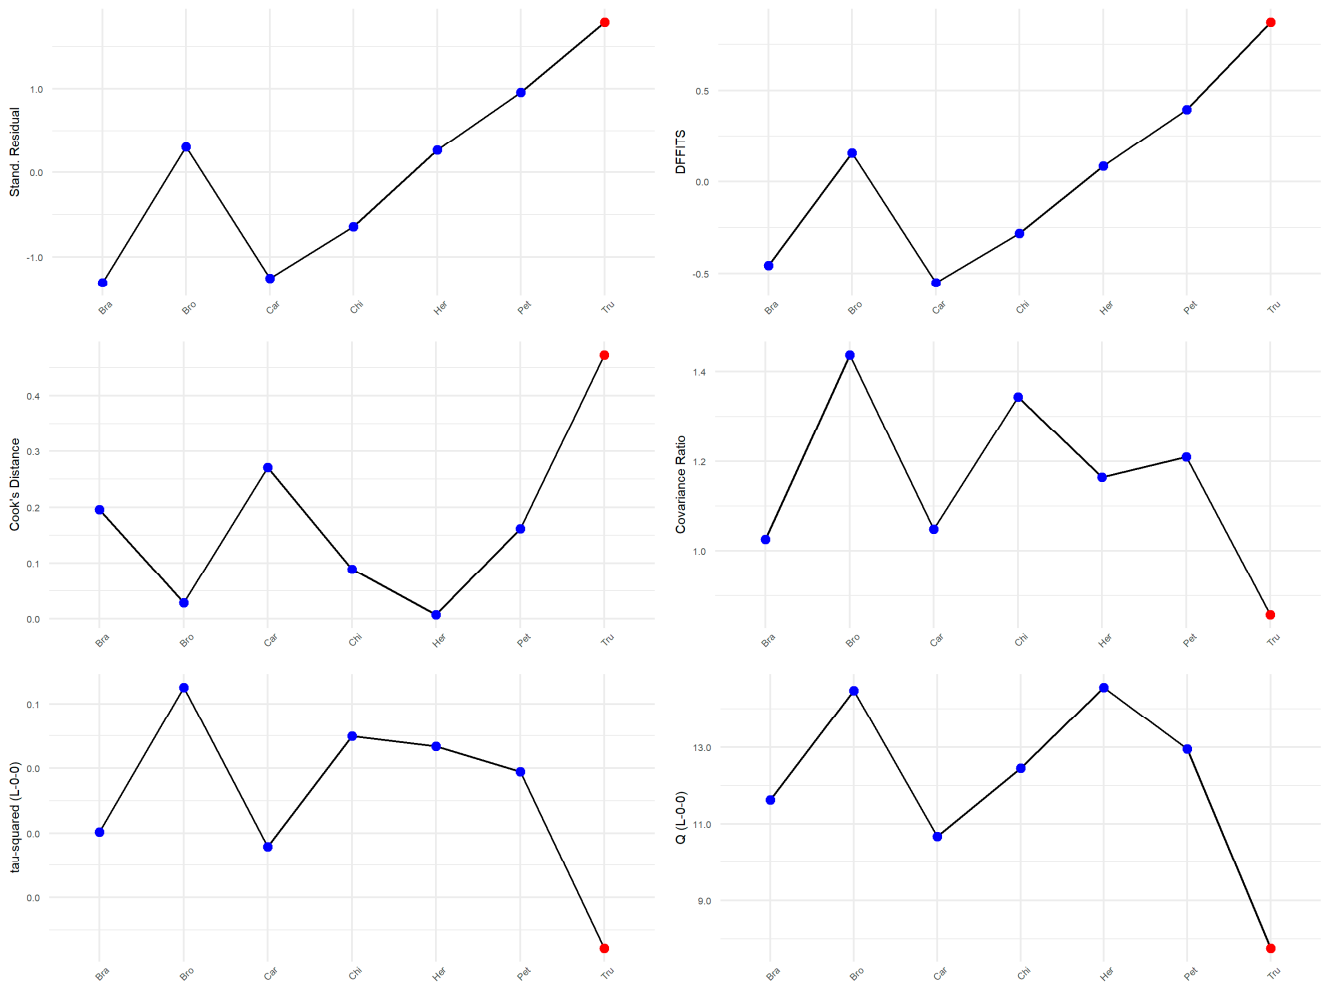 Stand. Residual
1.0
0.0
-1.0
Bra Bro Car Chi Her Pet Tru
DFFITS
0.5
0.0
-0.5
Bra Bro Car Chi Her Pet Tru
Cook's Distance
0.4
0.3
0.2
0.1
0.0
Bra Bro Car Chi Her Pet Tru
Covariance Ratio
1.4
1.2
1.0
Bra Bro Car Chi Her Pet Tru
tau-squared (L-0-0)
0.1
0.0
0.0
0.0
Bra Bro Car Chi Her Pet Tru
Q (L-0-0)
13.0
11.0
9.0
Bra Bro Car Chi Her Pet Tru